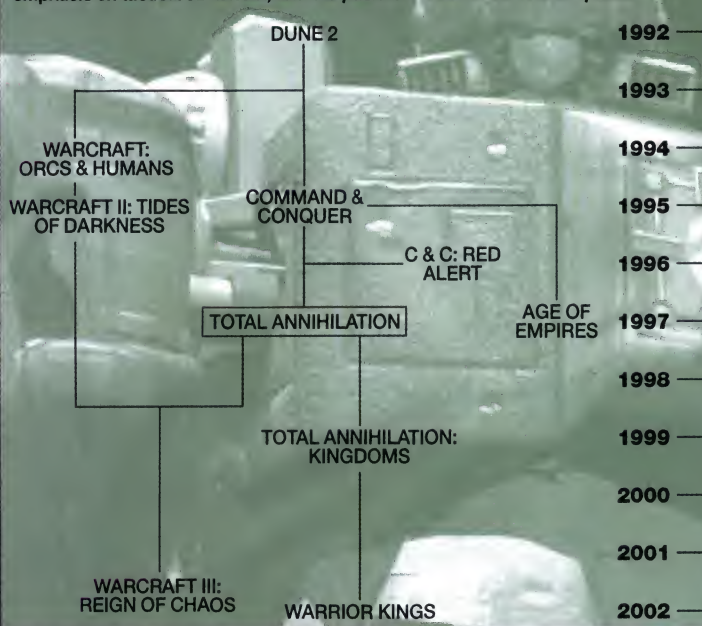 DUNE 2
1992
1993
WARCRAFT:
ORCS & HUMANS
1994
WARCRAFT II: TIDES
OF DARKNESS
COMMAND &
CONQUER
1995
C & C: RED
ALERT
1996
TOTAL ANNIHILATION
AGE OF
EMPIRES
1997
1998
TOTAL ANNIHILATION:
KINGDOMS
1999
2000
2001
WARCRAFT III:
REIGN OF CHAOS
WARRIOR KINGS
2002